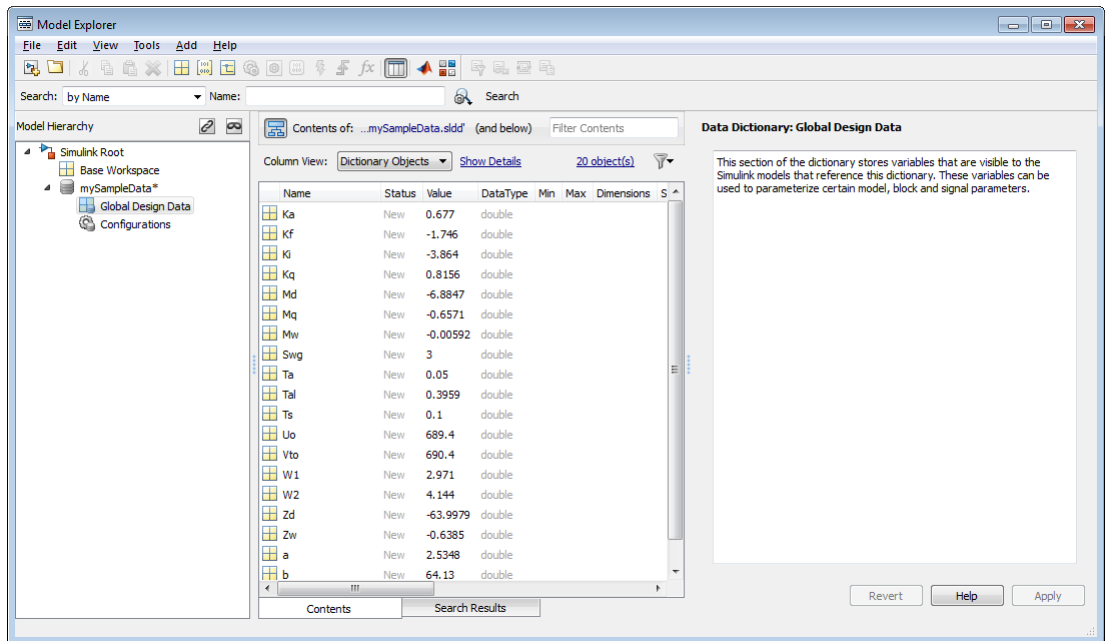 Model Explorer
File Edit View Tools Add Help
fx
Search: by Name Name: Search
Model Hierarchy
Simulink Root
Base Workspace
mySampleData*
Global Design Data
Configurations
Contents of: ...mySampleData.sldd' (and below) Filter Contents
Column View: Dictionary Objects Show Details 20 object(s)
Name Status Value DataType Min Max Dimensions S
Ka New 0.677 double
Kf New -1.746 double
Ki New -3.864 double
Kq New 0.8156 double
Md New -6.8847 double
Mq New -0.6571 double
Mw New -0.00592 double
Swg New 3 double
Ta New 0.05 double
Tal New 0.3959 double
Ts New 0.1 double
Uo New 689.4 double
Vto New 690.4 double
W1 New 2.971 double
W2 New 4.144 double
Zd New -63.9979 double
Zw New -0.6385 double
a New 2.5348 double
b New 64.13 double
Contents Search Results
Data Dictionary: Global Design Data
This section of the dictionary stores variables that are visible to the
Simulink models that reference this dictionary. These variables can be
used to parameterize certain model, block and signal parameters.
Revert Help Apply